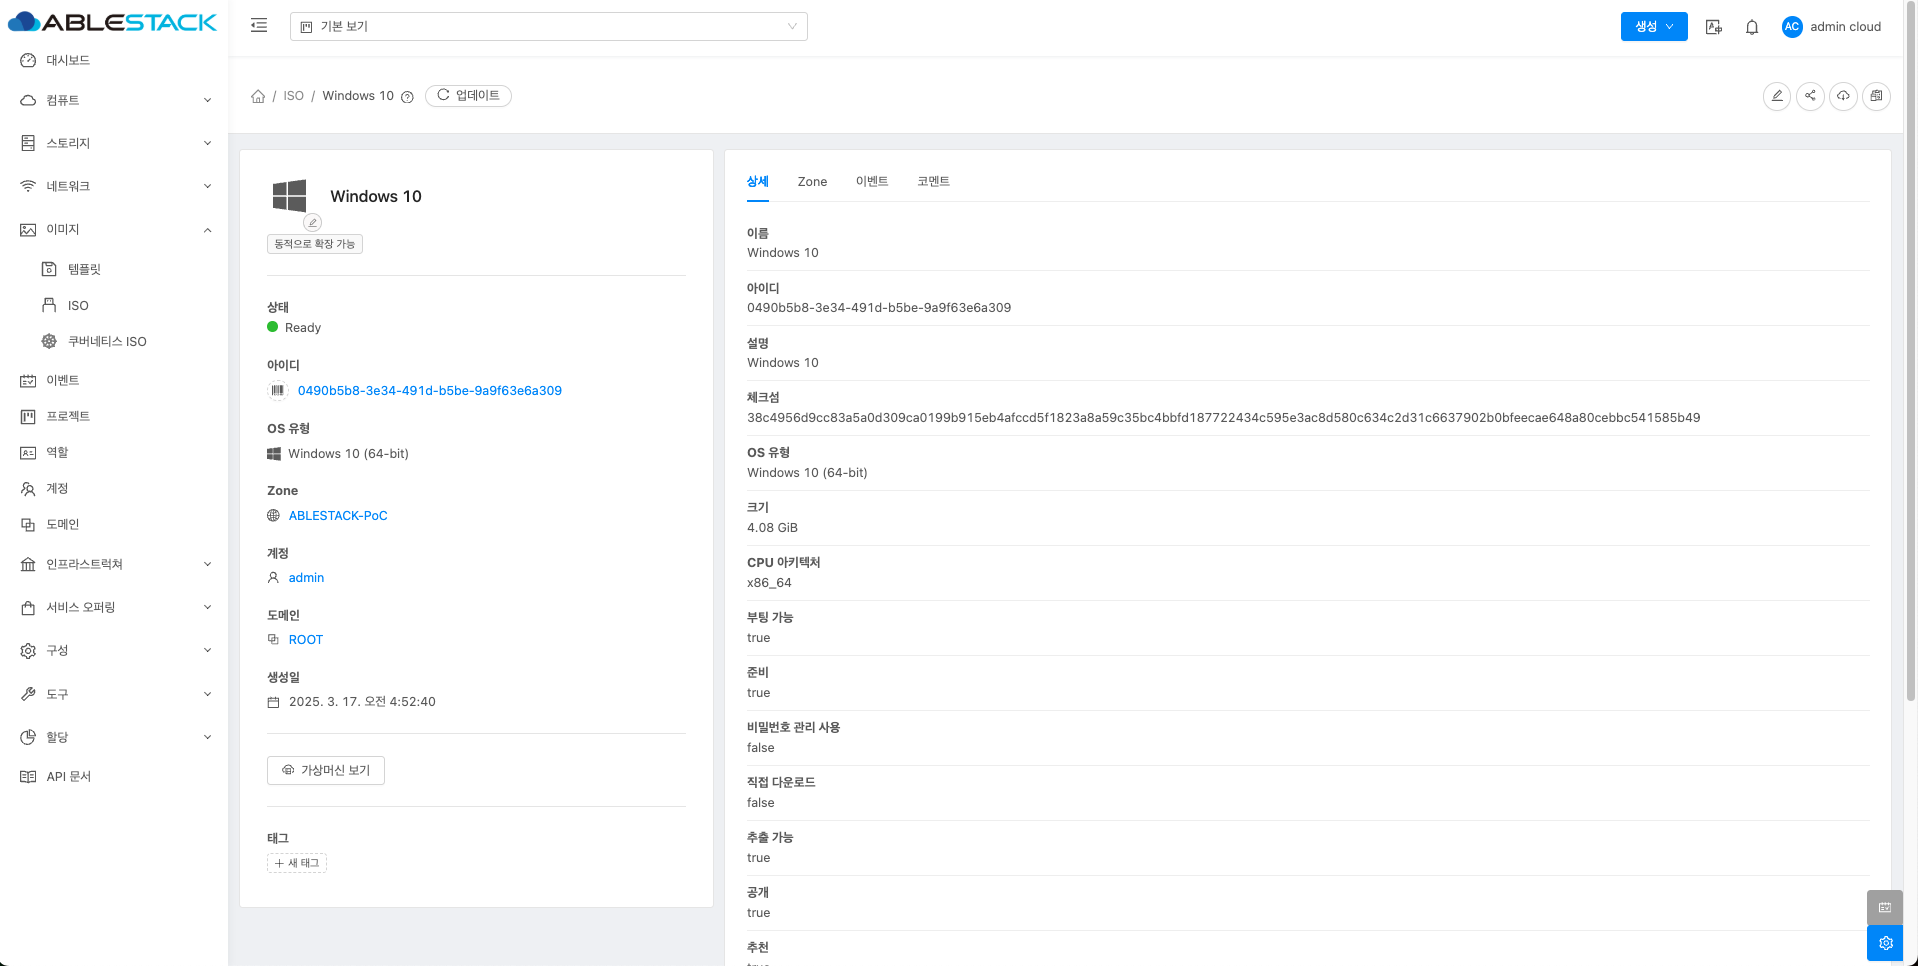 ABLESTACK
기본 보기
생성
AC
admin cloud
대시보드
컴퓨트
스토리지
네트워크
이미지
템플릿
ISO
쿠버네티스 ISO
이벤트
프로젝트
역할
계정
도메인
인프라스트럭쳐
서비스 오퍼링
구성
도구
할당
API 문서
/ ISO / Windows 10
업데이트
Windows 10
동적으로 확장 가능
상태
Ready
아이디
0490b5b8-3e34-491d-b5be-9a9f63e6a309
OS 유형
Windows 10 (64-bit)
Zone
ABLESTACK-PoC
계정
admin
도메인
ROOT
생성일
2025. 3. 17. 오전 4:52:40
가상머신 보기
태그
+ 새 태그
상세
Zone
이벤트
코멘트
이름
Windows 10
아이디
0490b5b8-3e34-491d-b5be-9a9f63e6a309
설명
Windows 10
체크섬
38c4956d9cc83a5a0d309ca0199b915eb4afccd5f1823a8a59c35bc4bbfd187722434c595e3ac8d580c634c2d31c6637902b0bfeecae648a80cebbc541585b49
OS 유형
Windows 10 (64-bit)
크기
4.08 GiB
CPU 아키텍처
x86_64
부팅 가능
true
준비
true
비밀번호 관리 사용
false
직접 다운로드
false
추출 가능
true
공개
true
추천